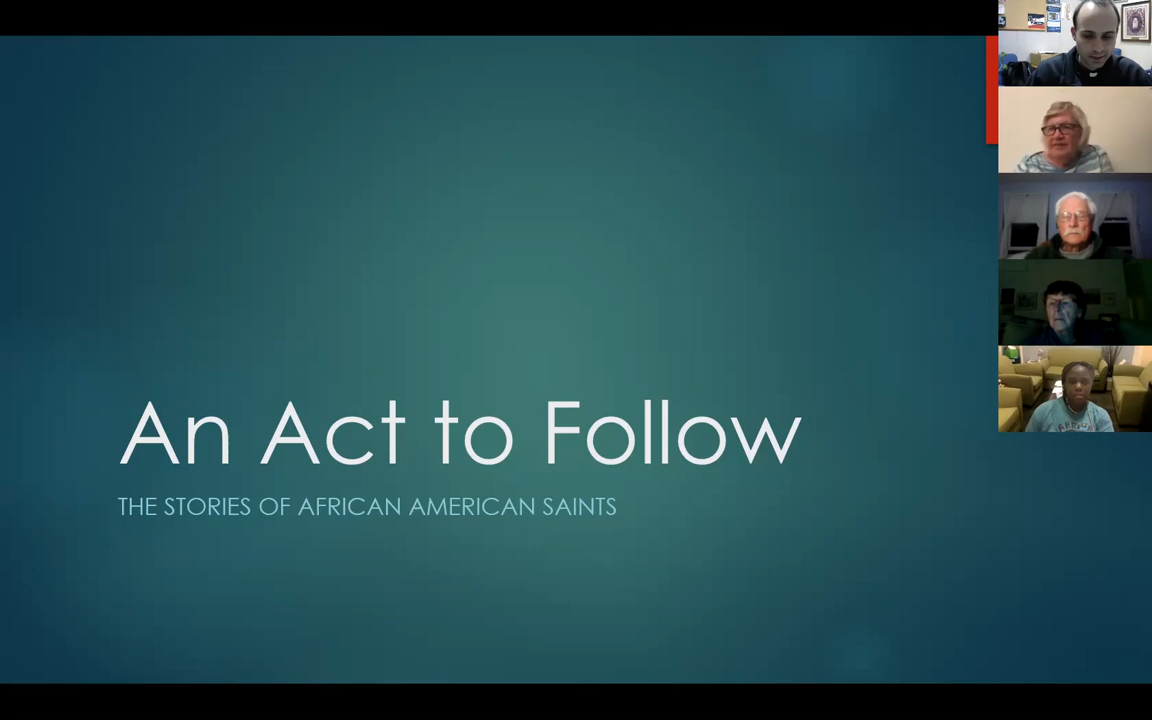 An Act to Follow
THE STORIES OF AFRICAN AMERICAN SAINTS